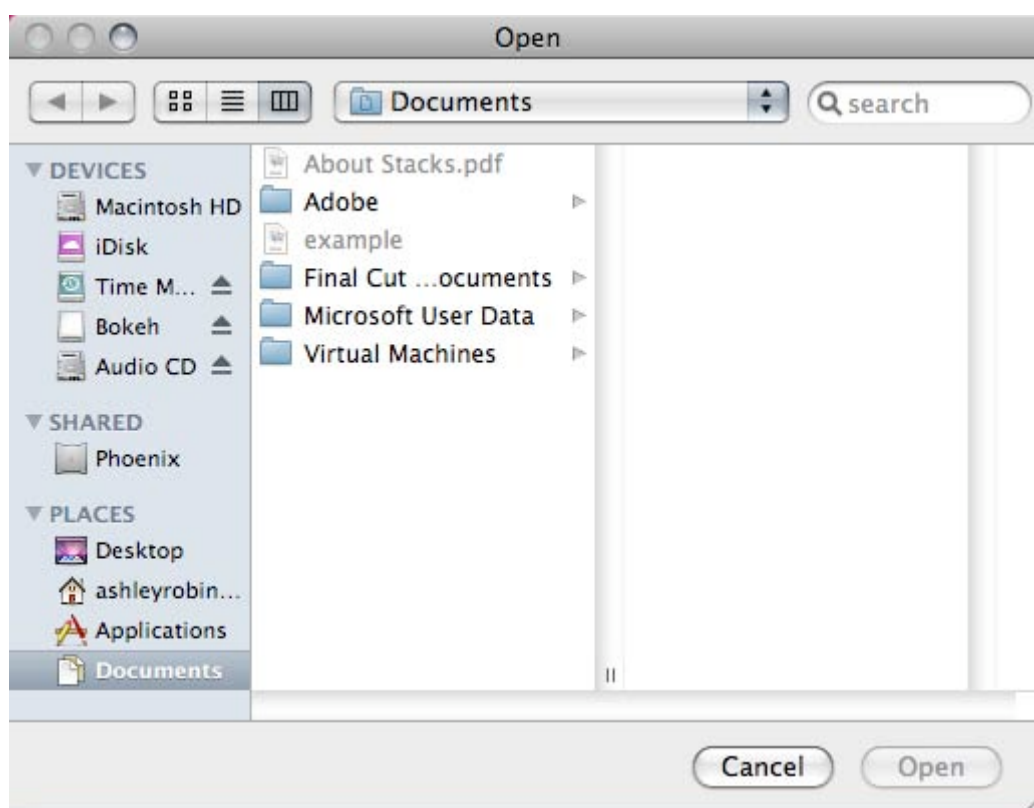 Open
Documents
search
DEVICES
Macintosh HD
iDisk
Time M...
Bokeh
Audio CD
SHARED
Phoenix
PLACES
Desktop
ashleyrobin...
Applications
Documents
About Stacks.pdf
Adobe
example
Final Cut ...ocuments
Microsoft User Data
Virtual Machines
Cancel
Open